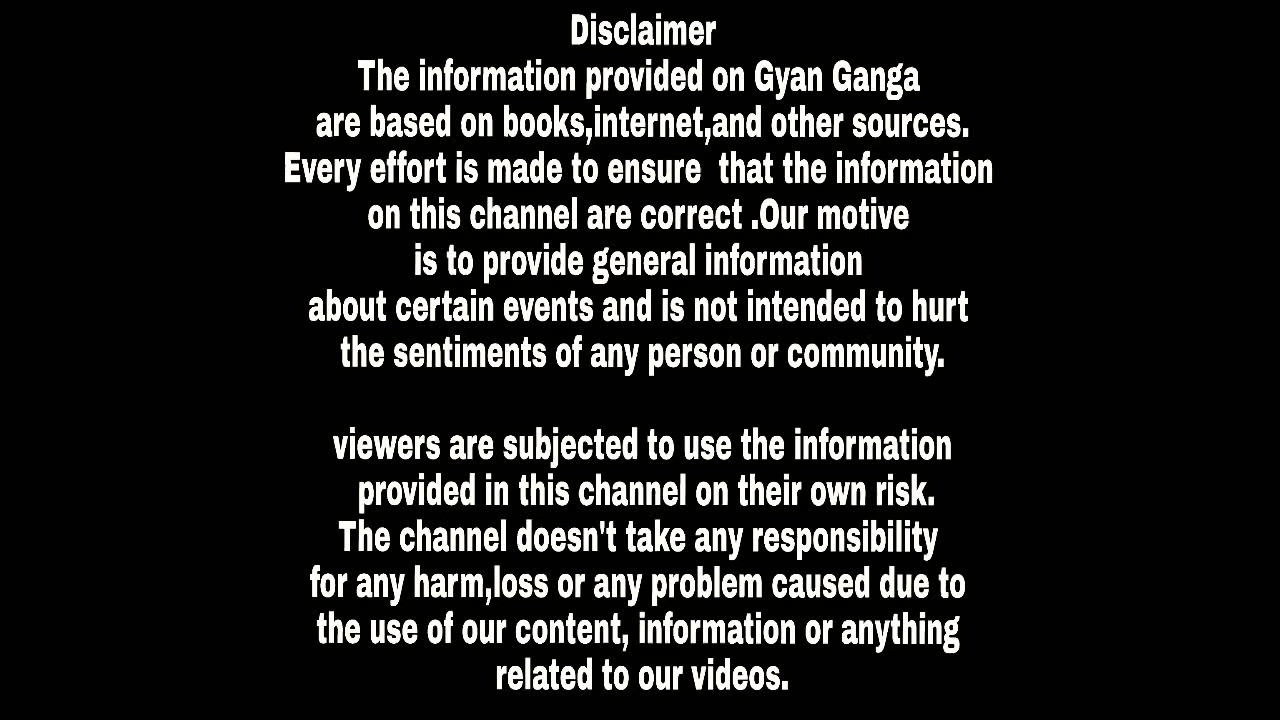 Disclaimer
The information provided on Gyan Ganga
are based on books,internet,and other sources.
Every effort is made to ensure  that the information
on this channel are correct .Our motive
is to provide general information
about certain events and is not intended to hurt
the sentiments of any person or community.
viewers are subjected to use the information
provided in this channel on their own risk.
The channel doesn't take any responsibility
for any harm,loss or any problem caused due to
the use of our content, information or anything
related to our videos.